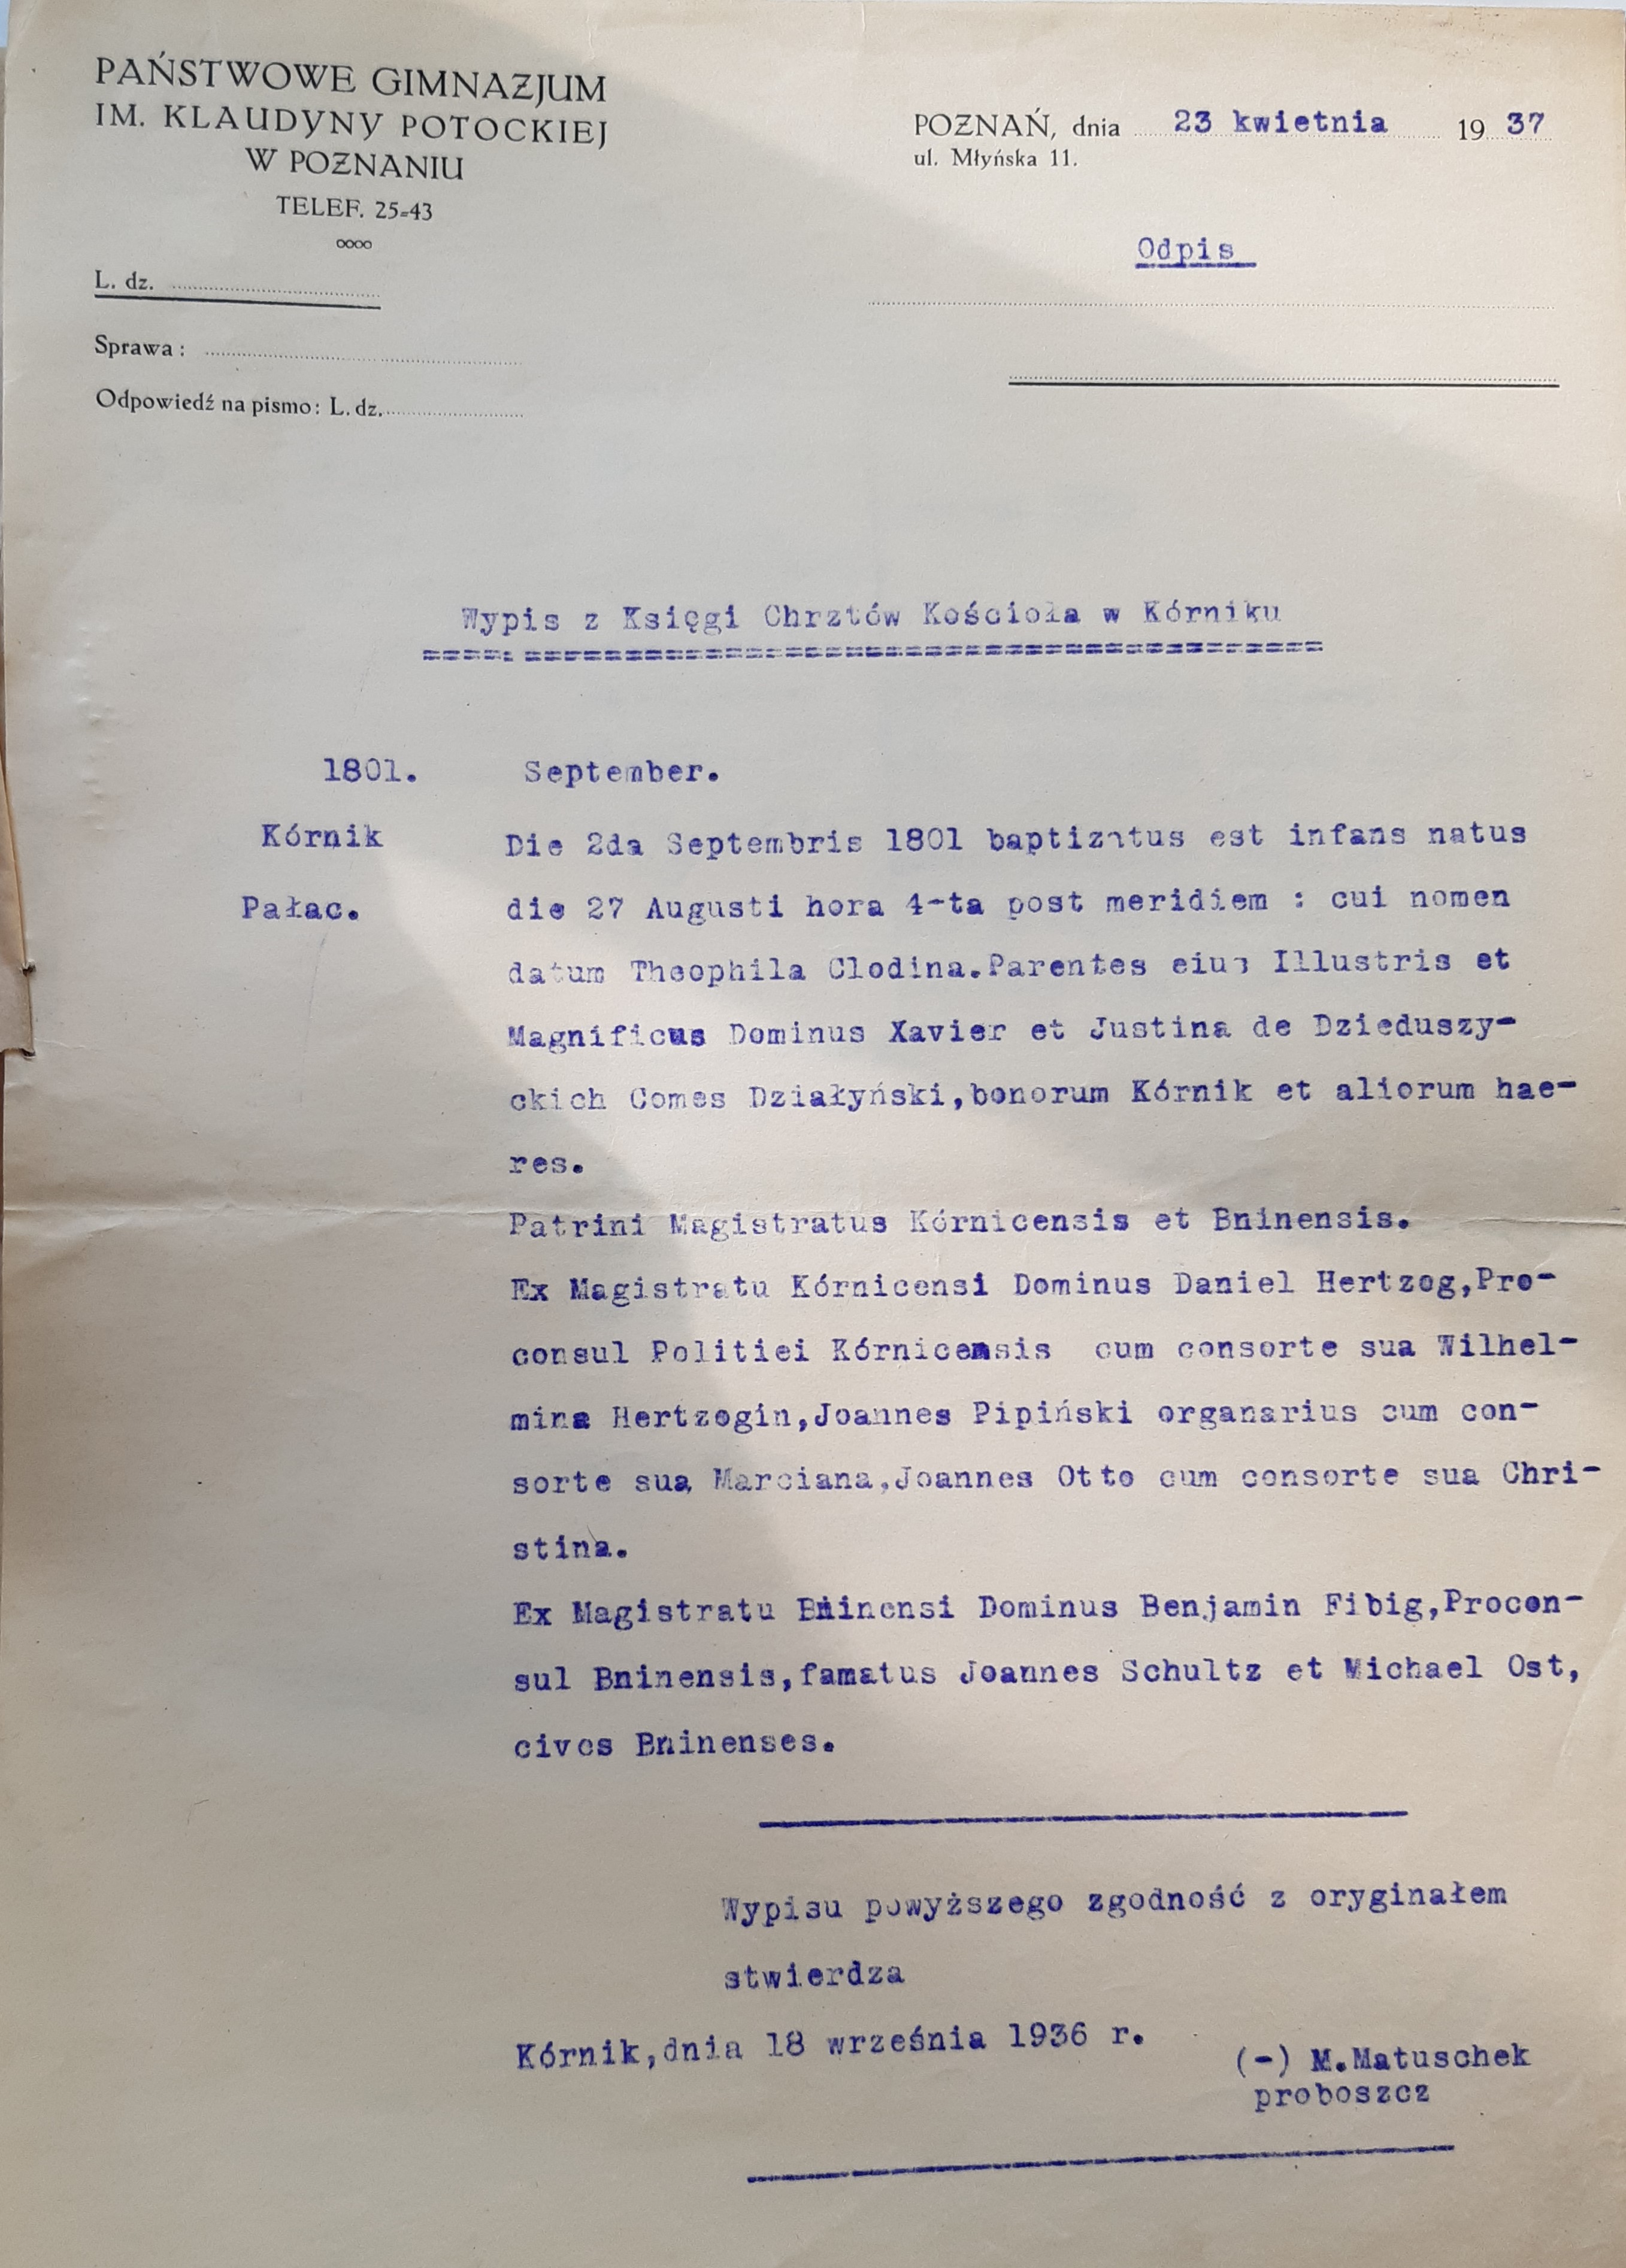 PAŃSTWOWE GIMNAZJUM
IM. KLAUDYNY POTOCKIEJ
W POZNANIU
TELEF. 25-43
L. dz.
Sprawa :
Odpowiedź na pismo: L. dz.
POZNAŃ, dnia 23 kwietnia 19 37
ul. Młyńska 11.
Odpis
Wypis z Księgi Chrztów Kościoła w Kórniku
1801. September.
Kórnik Die 2da Septembris 1801 baptizatus est infans natus
Pałac. die 27 Augusti hora 4-ta post meridiem : cui nomen
datum Theophila Clodina.Parentes eius Illustris et
Magnificus Dominus Xavier et Justina de Dzieduszy-
ckich Comes Działyński,bonorum Kórnik et aliorum hae-
res.
Patrini Magistratus Kórnicensis et Bninensis.
Ex Magistratu Kórnicensi Dominus Daniel Hertzog,Pro-
consul Politiei Kórnicensis cum consorte sua Wilhel-
mina Hertzogin,Joannes Pipiński organarius cum con-
sorte sua Marciana,Joannes Otto cum consorte sua Chri-
stina.
Ex Magistratu Bninensi Dominus Benjamin Fibig,Procon-
sul Bninensis,famatus Joannes Schultz et Michael Ost,
cives Bninenses.
Wypisu powyższego zgodność z oryginałem
stwierdza
Kórnik,dnia 18 września 1936 r.
(-) M.Matuschek
proboszcz